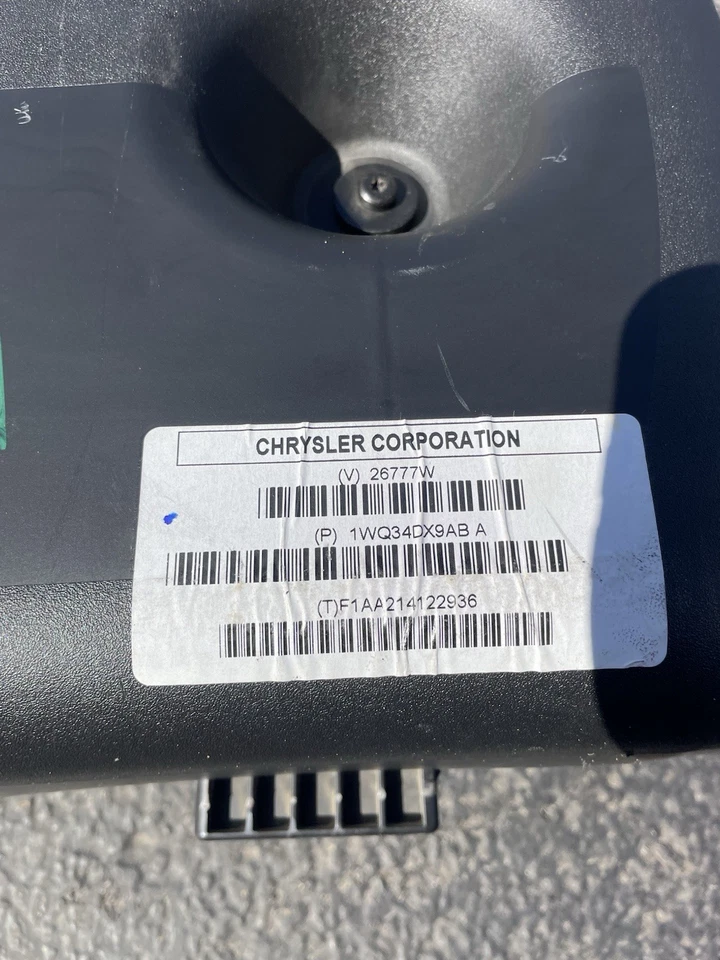 CHRYSLER CORPORATION
(V) 26777W
(P) 1WQ34DX9AB A
(T)F1AA214122936